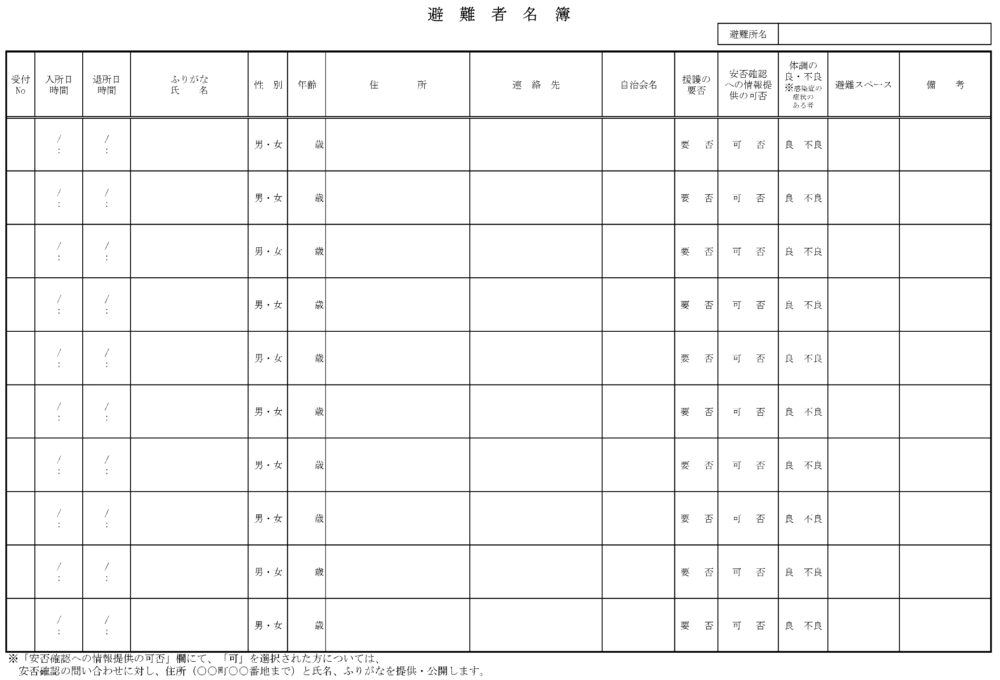 避 難 者 名 簿
避難所名
受付No 入所日時間 退所日時間 ふりがな氏　　名 性　別 年齢 住　　　　所 連　絡　先 自治会名 援護の要否 安否確認への情報提供の可否 体調の良・不良※感染症の症状のある者 避難スペース 備　　考
/ : / : 男・女 歳 要　否 可　否 良　不良
/ : / : 男・女 歳 要　否 可　否 良　不良
/ : / : 男・女 歳 要　否 可　否 良　不良
/ : / : 男・女 歳 要　否 可　否 良　不良
/ : / : 男・女 歳 要　否 可　否 良　不良
/ : / : 男・女 歳 要　否 可　否 良　不良
/ : / : 男・女 歳 要　否 可　否 良　不良
/ : / : 男・女 歳 要　否 可　否 良　不良
/ : / : 男・女 歳 要　否 可　否 良　不良
/ : / : 男・女 歳 要　否 可　否 良　不良
※「安否確認への情報提供の可否」欄にて、「可」を選択された方については、
安否確認の問い合わせに対し、住所（〇〇町〇〇番地まで）と氏名、ふりがなを提供・公開します。